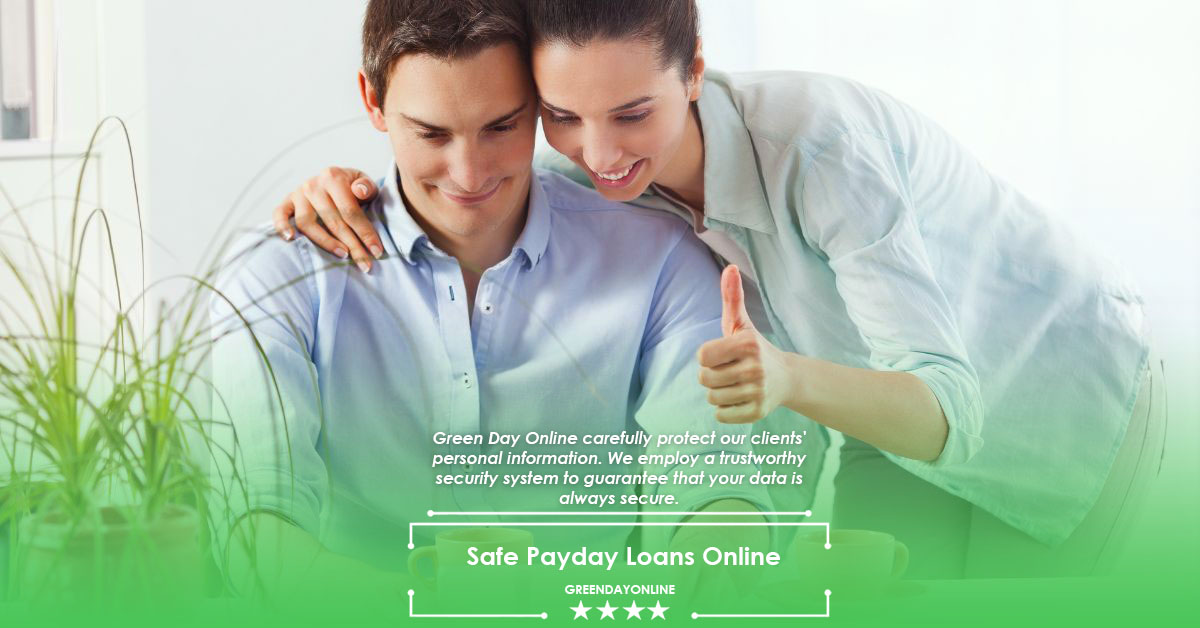 Green Day Online carefully protect our clients'
personal information. We employ a trustworthy
security system to guarantee that your data is
always secure.
Safe Payday Loans Online
GREENDAYONLINE